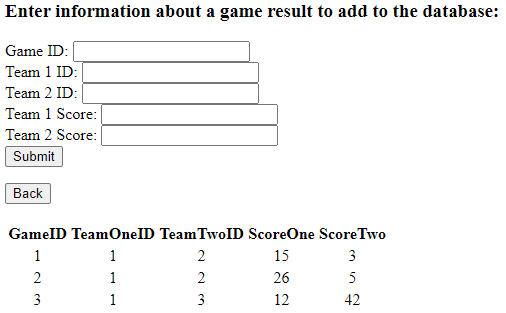 Enter information about a game result to add to the database:
Game ID:
Team 1 ID:
Team 2 ID:
Team 1 Score:
Team 2 Score:
Submit
Back
GameID TeamOneID TeamTwoID ScoreOne ScoreTwo
1 1 2 15 3
2 1 2 26 5
3 1 3 12 42